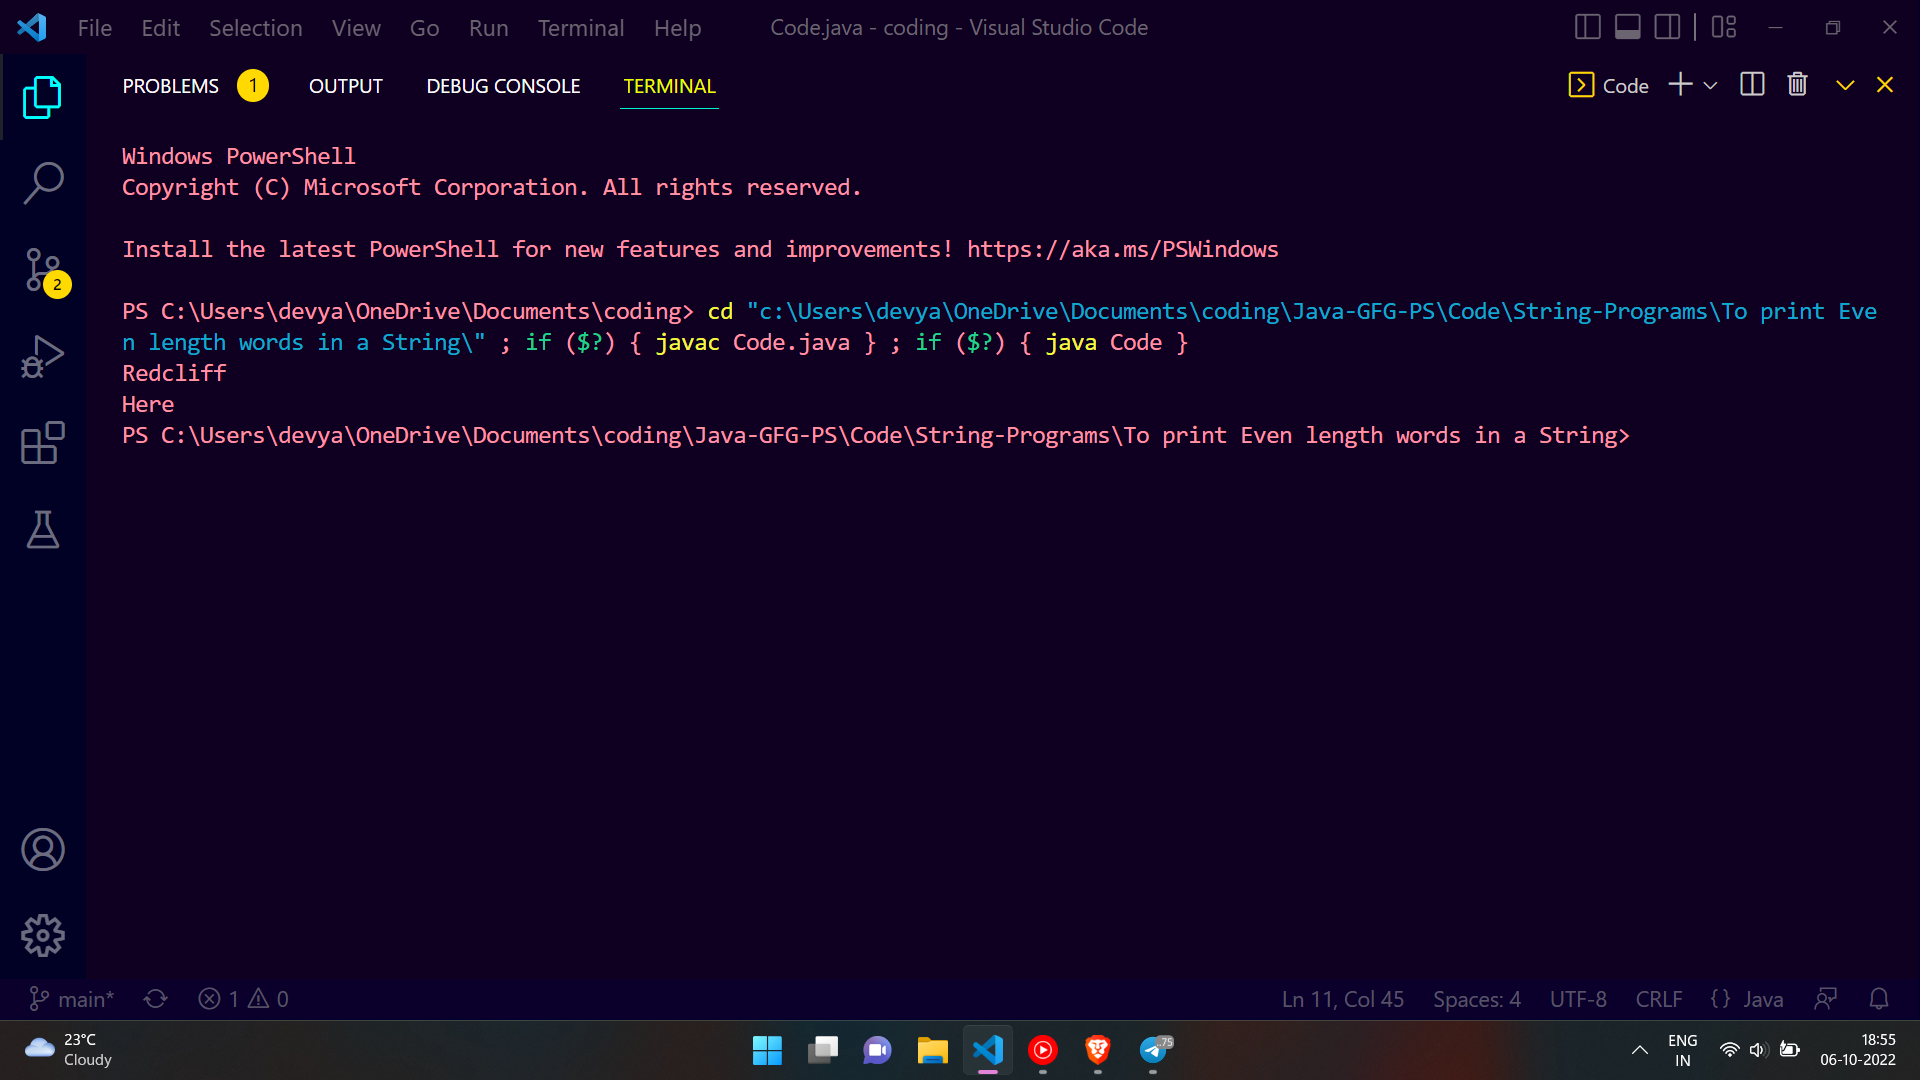 File Edit Selection View Go Run Terminal Help Code.java - coding - Visual Studio Code
PROBLEMS 1 OUTPUT DEBUG CONSOLE TERMINAL Code
Windows PowerShell
Copyright (C) Microsoft Corporation. All rights reserved.
Install the latest PowerShell for new features and improvements! https://aka.ms/PSWindows
PS C:\Users\devya\OneDrive\Documents\coding> cd "c:\Users\devya\OneDrive\Documents\coding\Java-GFG-PS\Code\String-Programs\To print Eve
n length words in a String\" ; if ($?) { javac Code.java } ; if ($?) { java Code }
Redcliff
Here
PS C:\Users\devya\OneDrive\Documents\coding\Java-GFG-PS\Code\String-Programs\To print Even length words in a String>
2
main* 1 0 Ln 11, Col 45 Spaces: 4 UTF-8 CRLF {} Java
23°C
Cloudy
..75
ENG
IN
18:55
06-10-2022